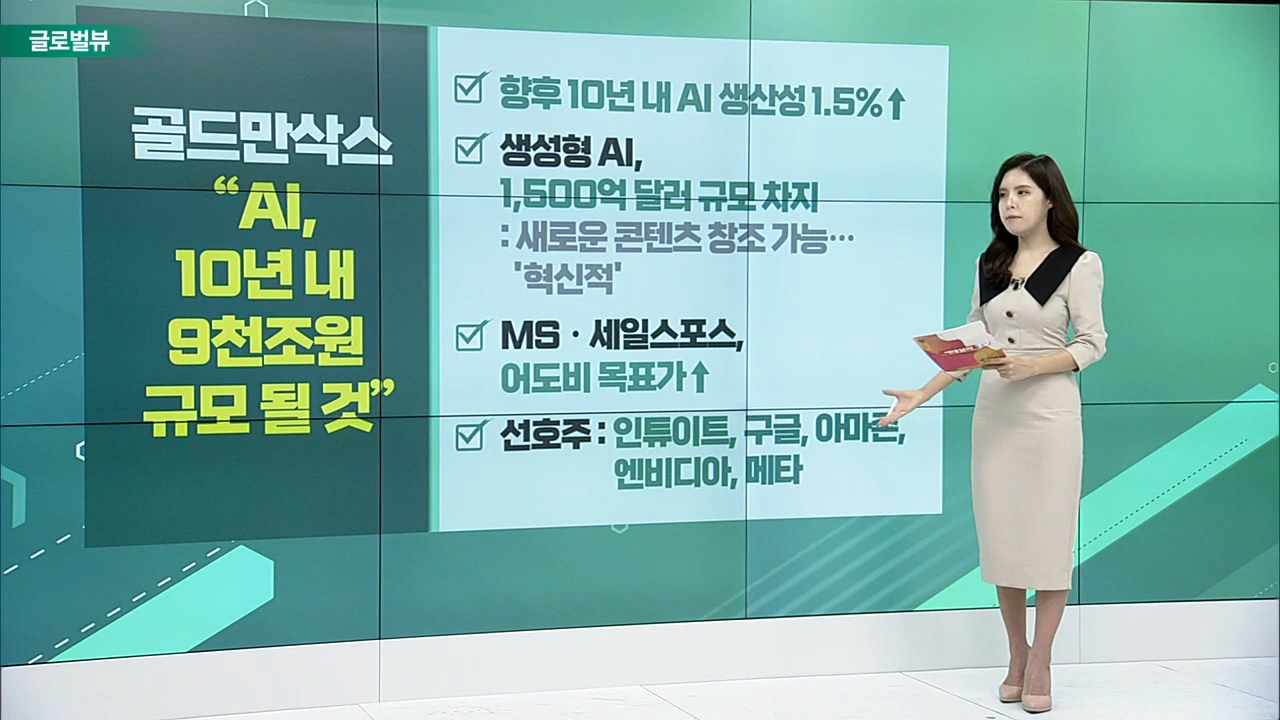 글로벌뷰
골드만삭스
“AI,
10년 내
9천조원
규모 될 것”
향후 10년 내 AI 생산성 1.5%↑
생성형 AI,
1,500억 달러 규모 차지
: 새로운 콘텐츠 창조 가능…
'혁신적'
MS · 세일스포스,
어도비 목표가↑
선호주 : 인튜이트, 구글, 아마존,
엔비디아, 메타